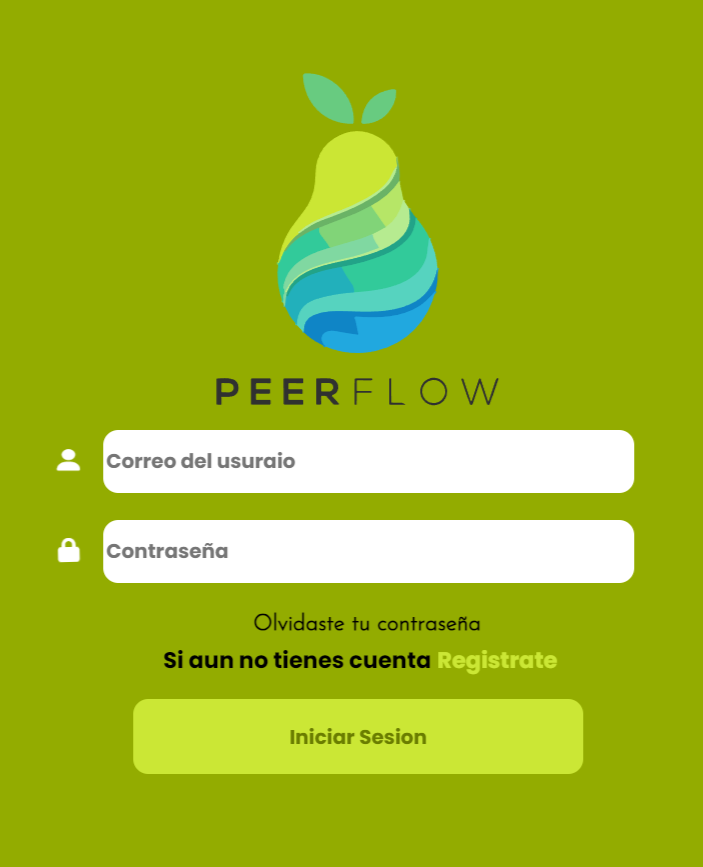 PEERFLOW
Correo del usuraio
Contraseña
Olvidaste tu contraseña
Si aun no tienes cuenta Registrate
Iniciar Sesion